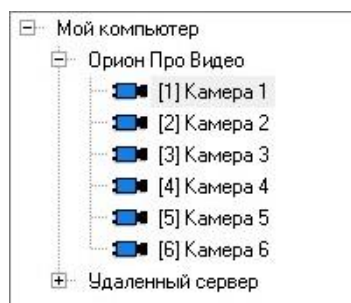 Мой компьютер
Орион Про Видео
[1] Камера 1
[2] Камера 2
[3] Камера 3
[4] Камера 4
[5] Камера 5
[6] Камера 6
Удаленный сервер